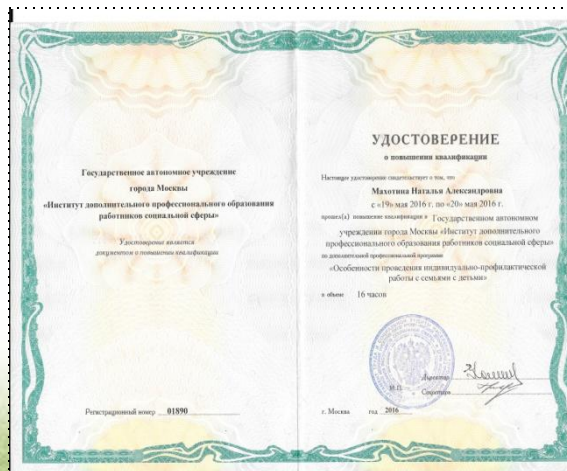 Государственное автономное учреждение
города Москвы
«Институт дополнительного профессионального образования
работников социальной сферы»
Удостоверение является
документом о повышении квалификации
Регистрационный номер 01890
УДОСТОВЕРЕНИЕ
о повышении квалификации
Настоящее удостоверение свидетельствует о том, что
Махотина Наталья Александровна
с «19» мая 2016 г. по «20» мая 2016 г.
прошел(а) повышение квалификации в Государственном автономном
учреждении города Москвы «Институт дополнительного
профессионального образования работников социальной сферы»
по дополнительной профессиональной программе
«Особенности проведения индивидуально-профилактической
работы с семьями с детьми»
в объеме 16 часов
Директор
М.П.
Секретарь
г. Москва год 2016